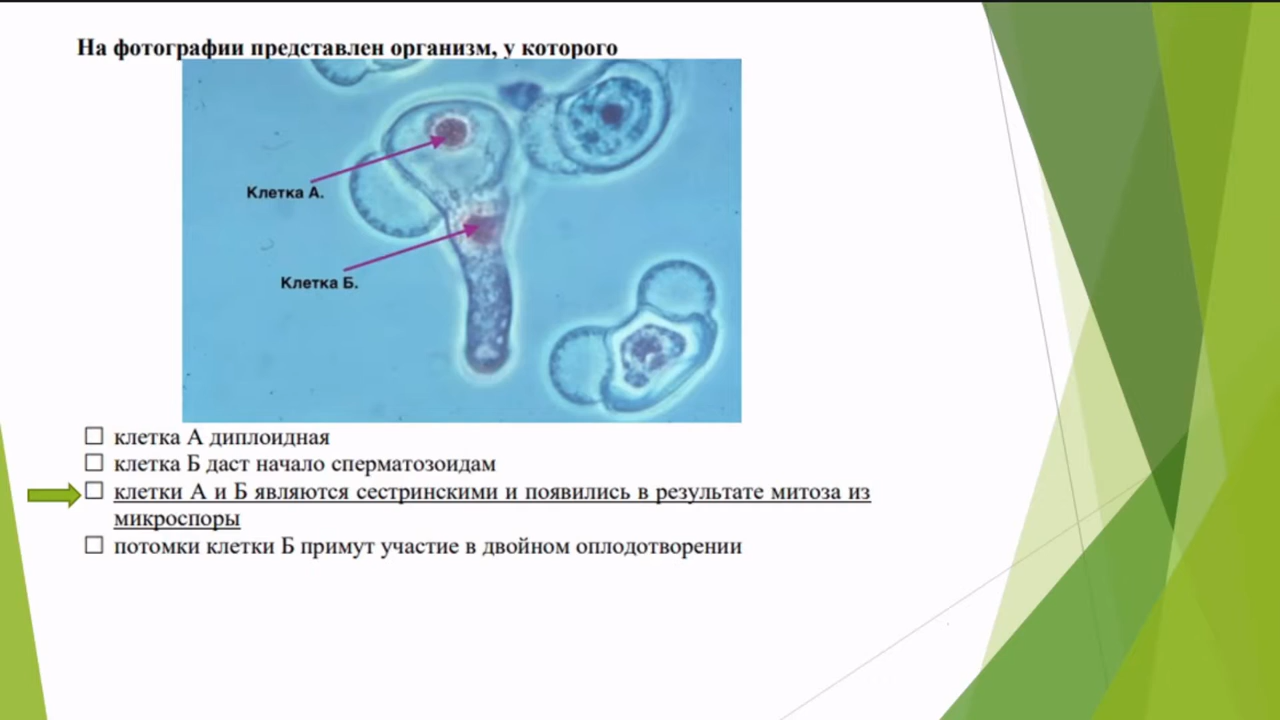 На фотографии представлен организм, у которого
Клетка А.
Клетка Б.
клетка А диплоидная
клетка Б даст начало сперматозоидам
клетки А и Б являются сестринскими и появились в результате митоза из
микроспоры
потомки клетки Б примут участие в двойном оплодотворении